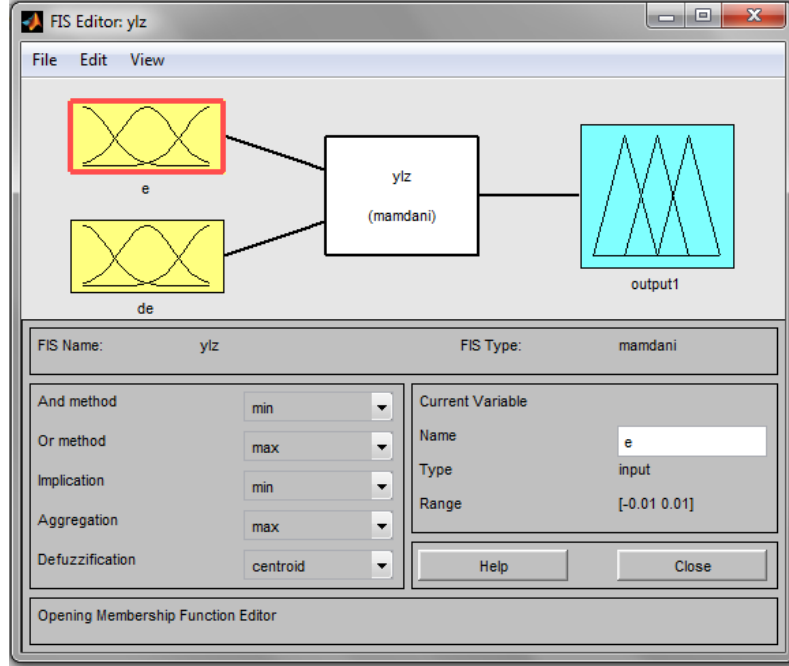 FIS Editor: ylz
File Edit View
e
ylz
(mamdani)
de
output1
FIS Name: ylz FIS Type: mamdani
And method min
Or method max
Implication min
Aggregation max
Defuzzification centroid
Current Variable
Name e
Type input
Range [-0.01 0.01]
Help Close
Opening Membership Function Editor